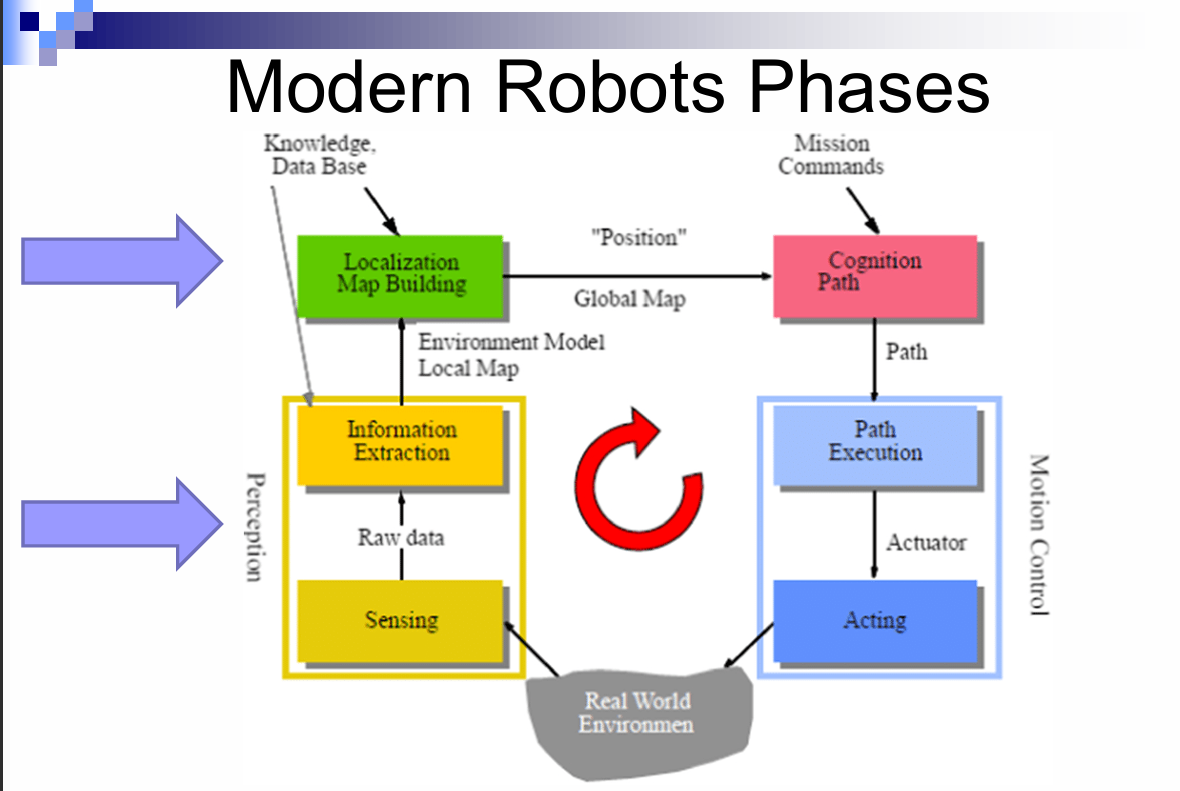 Modern Robots Phases
Knowledge,
Data Base
Mission
Commands
Localization
Map Building
"Position"
Global Map
Cognition
Path
Environment Model
Local Map
Path
Information
Extraction
Path
Execution
Perception
Motion Control
Raw data
Actuator
Sensing
Acting
Real World
Environmen